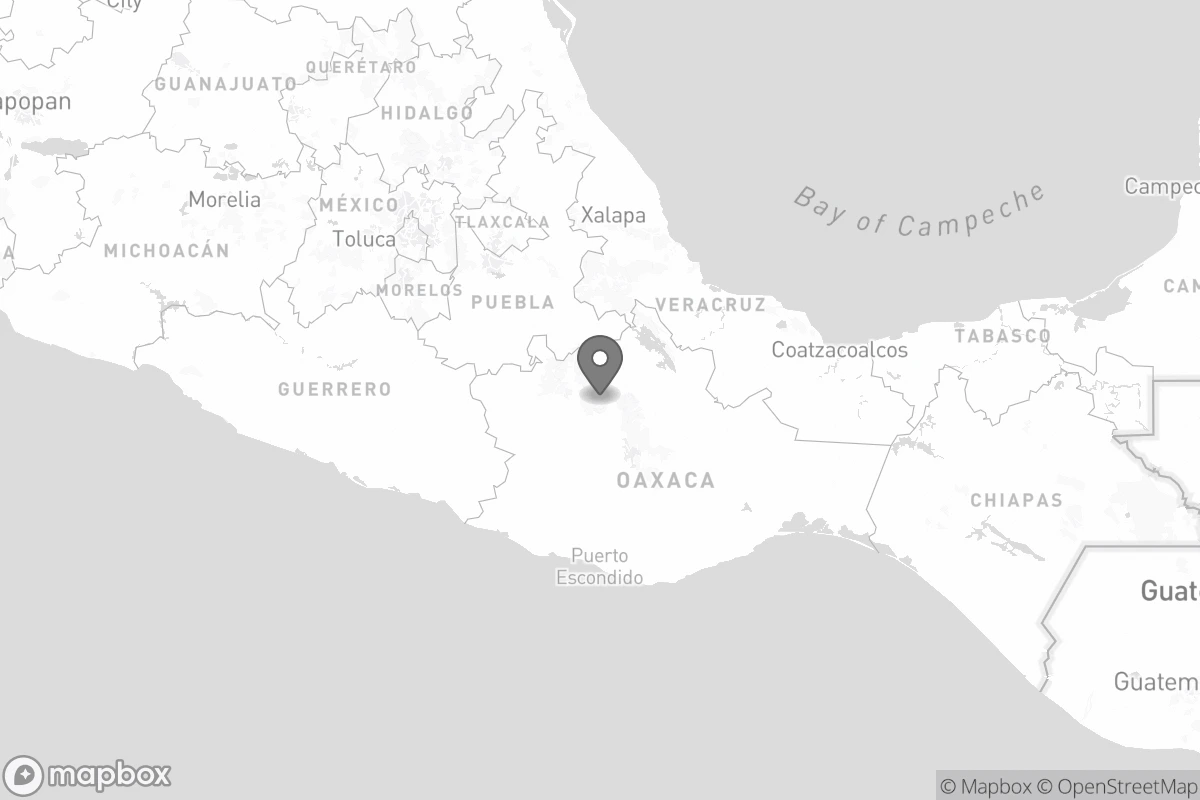 City
QUERÉTARO
GUANAJUATO
apopan
HIDALGO
Bay of Campeche
Campec
Morelia
MÉXICO
TLAXCALA
Xalapa
Toluca
A
MICHOACÁN
MORELOS
PUEBLA
VERACRUZ
CAM
TABASCO
Coatzacoalcos
GUERRERO
OAXACA
CHIAPAS
Puerto
Escondido
Guat
Guatem
mapbox
© Mapbox © OpenStreetMap